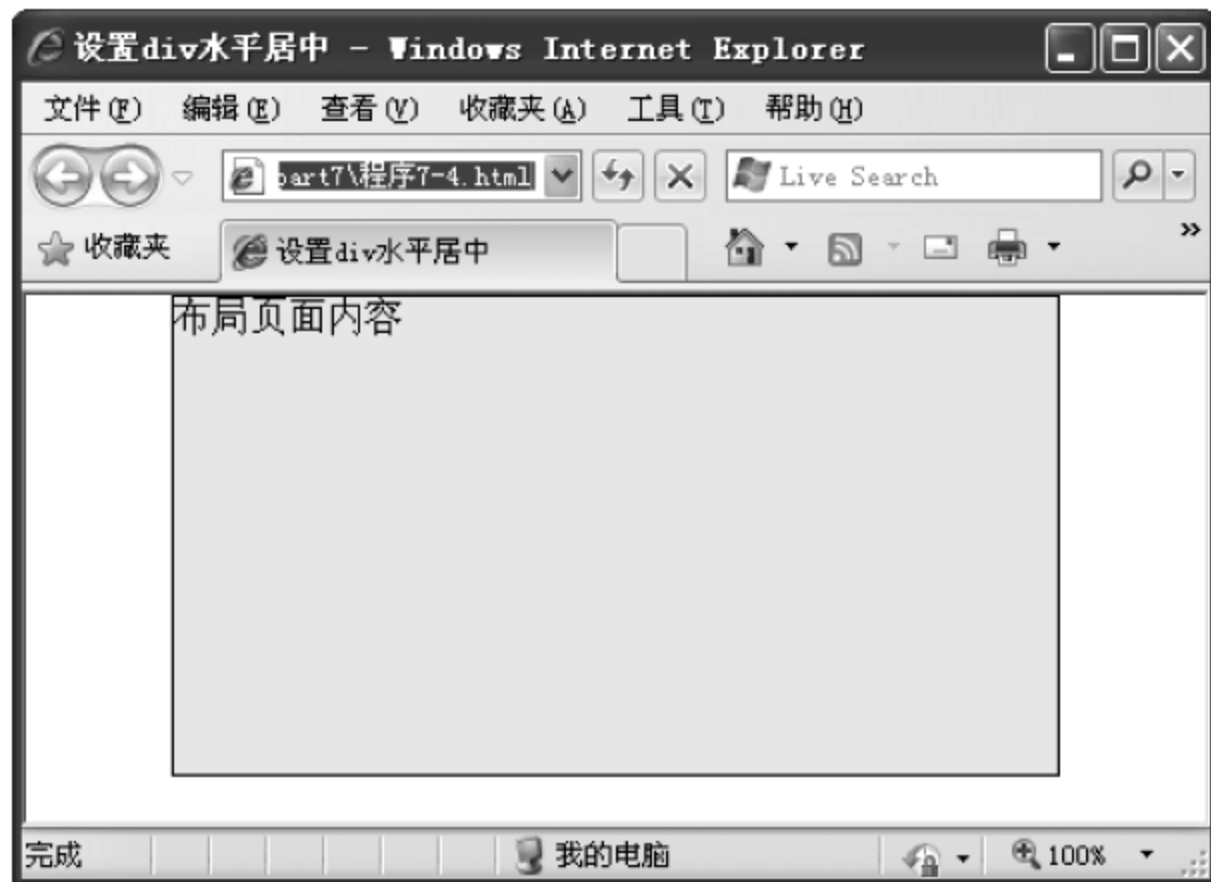 设置div水平居中 - Windows Internet Explorer
文件(F) 编辑(E) 查看(V) 收藏夹(A) 工具(T) 帮助(H)
part7\程序7-4.html Live Search
收藏夹 设置div水平居中
布局页面内容
完成 我的电脑 100%